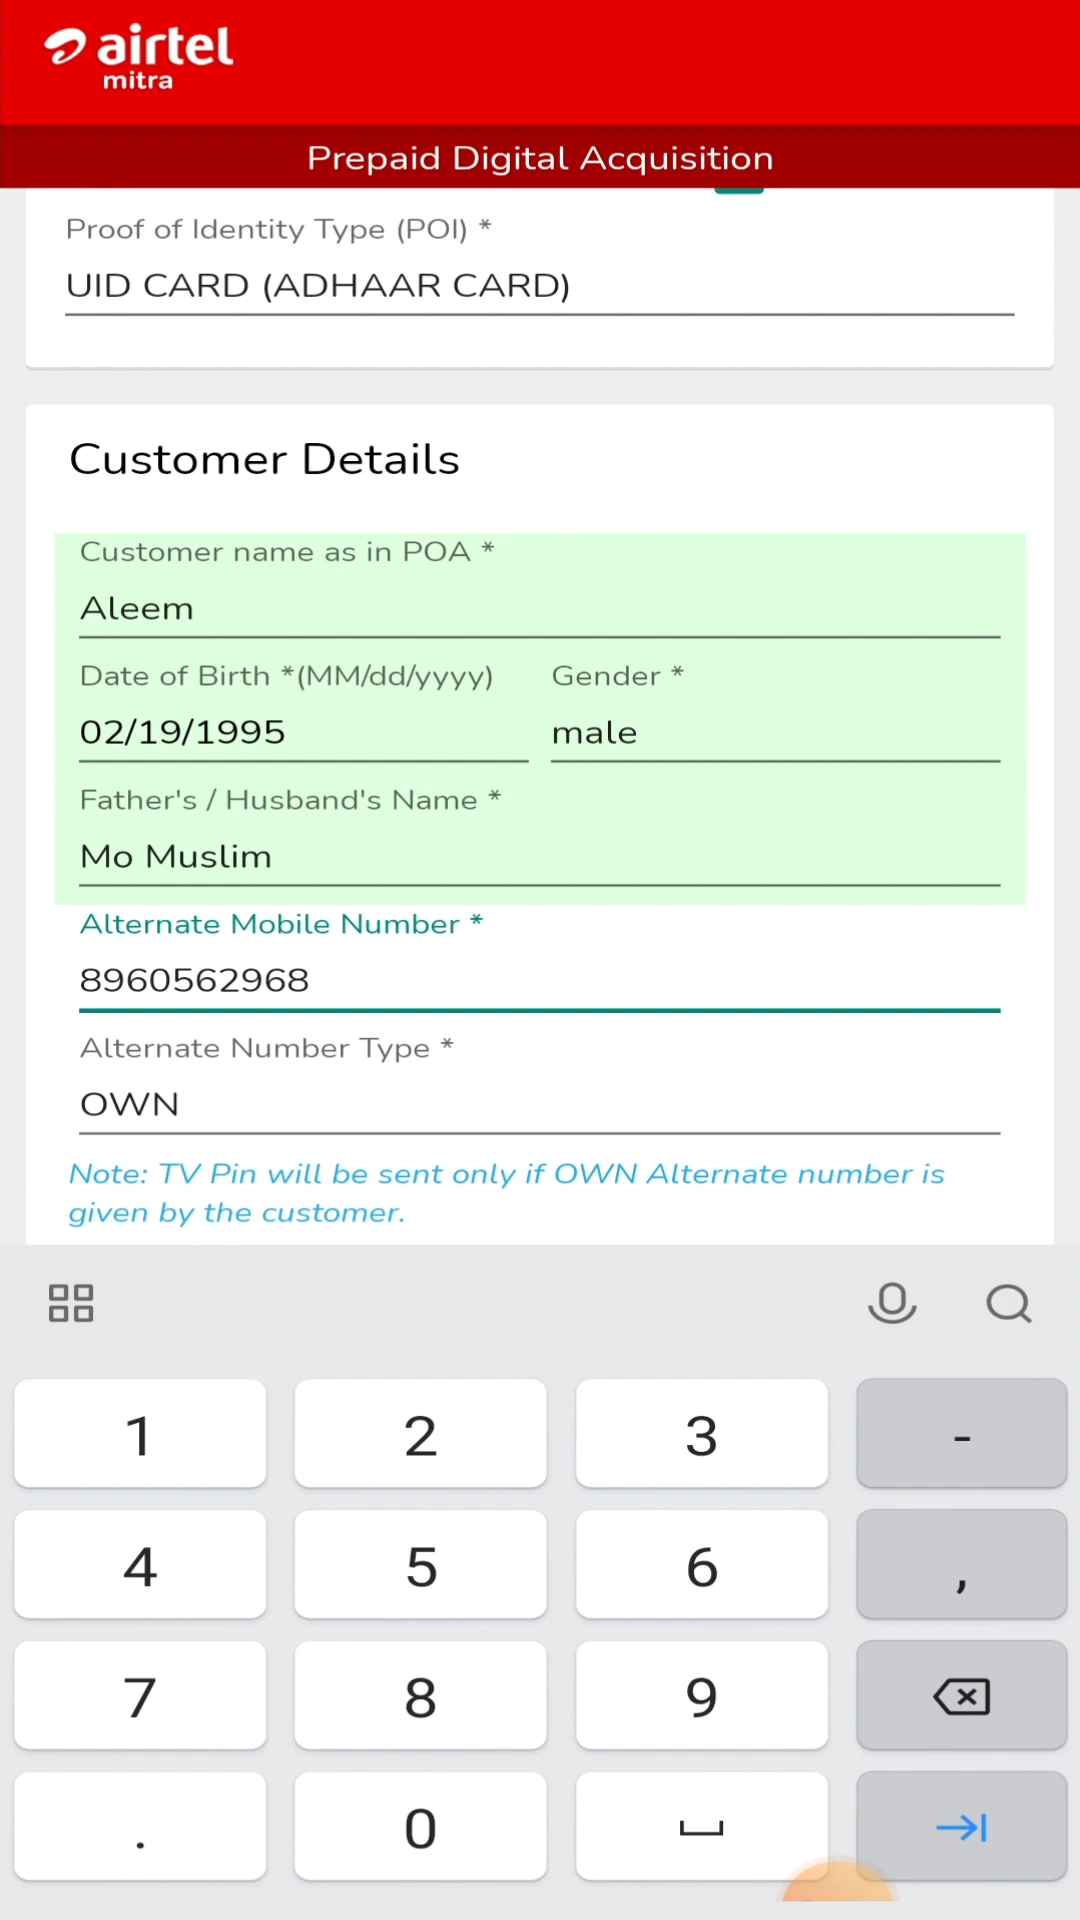 airtel
mitra
Prepaid Digital Acquisition
Proof of Identity Type (POI) *
UID CARD (ADHAAR CARD)
Customer Details
Customer name as in POA *
Aleem
Date of Birth *(MM/dd/yyyy) Gender *
02/19/1995 male
Father's / Husband's Name *
Mo Muslim
Alternate Mobile Number *
8960562968
Alternate Number Type *
OWN
Note: TV Pin will be sent only if OWN Alternate number is
given by the customer.
1 2 3 -
4 5 6 ,
7 8 9
. 0